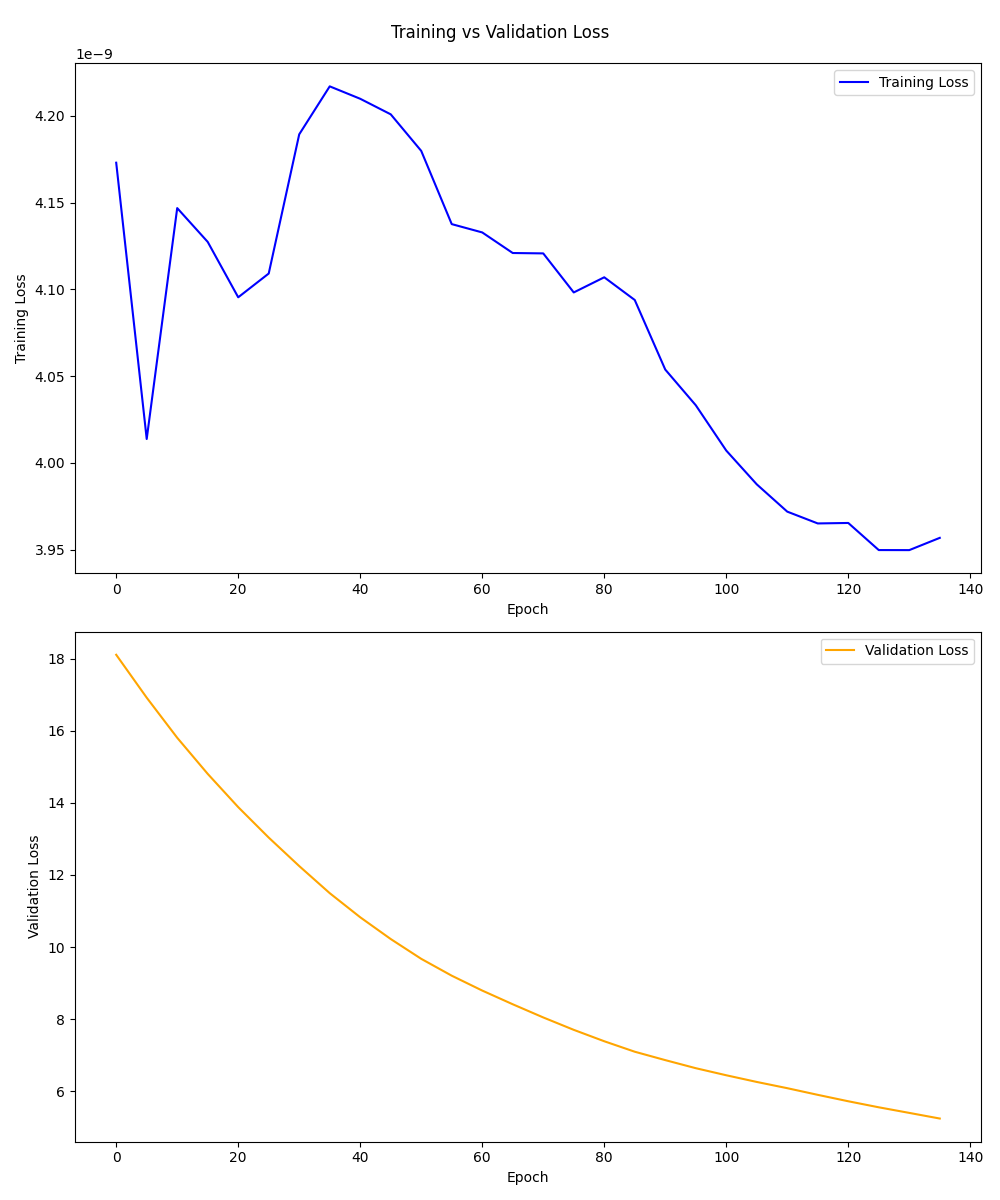 Training vs Validation Loss
1e−9
Training Loss
4.20
4.15
4.10
4.05
4.00
3.95
Training Loss
0 20 40 60 80 100 120 140
Epoch
Validation Loss
18
16
14
12
10
8
6
Validation Loss
0 20 40 60 80 100 120 140
Epoch